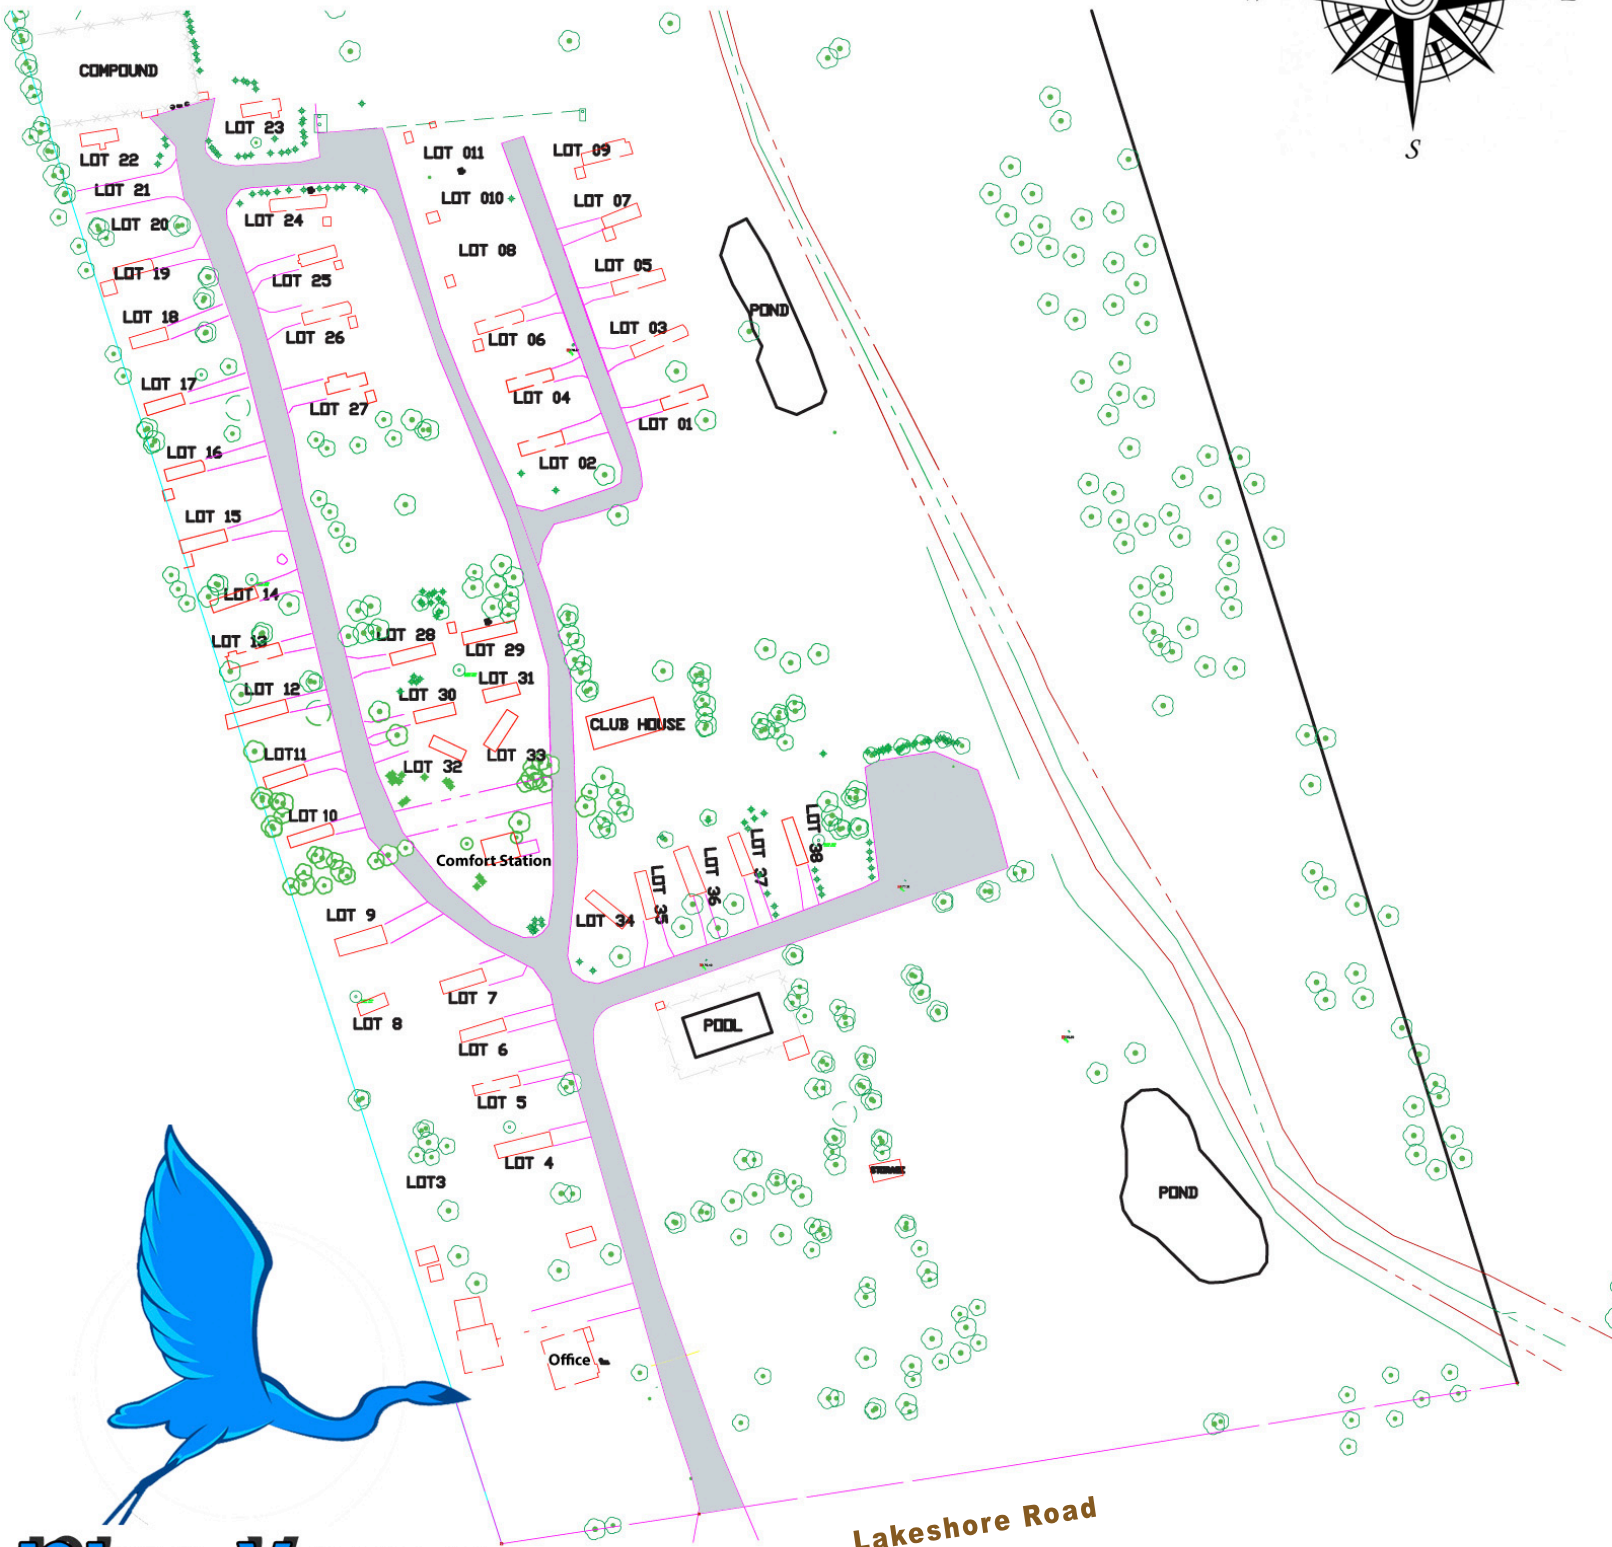 S
COMPOUND
LOT 23
LOT 22
LOT 011
LOT 09
LOT 21
LOT 010
LOT 07
LOT 20
LOT 24
LOT 08
LOT 19
LOT 25
LOT 05
LOT 18
LOT 26
LOT 06
LOT 03
POND
LOT 17
LOT 27
LOT 04
LOT 01
LOT 16
LOT 02
LOT 15
LOT 14
LOT 13
LOT 28
LOT 29
LOT 12
LOT 30
LOT 31
CLUB HOUSE
LOT11
LOT 32
LOT 33
LOT 10
Comfort Station
LOT 38
LOT 37
LOT 36
LOT 35
LOT 34
LOT 9
LOT 7
LOT 8
LOT 6
POOL
LOT 5
LOT 4
LOT3
STORAGE
POND
Office
Lakeshore Road